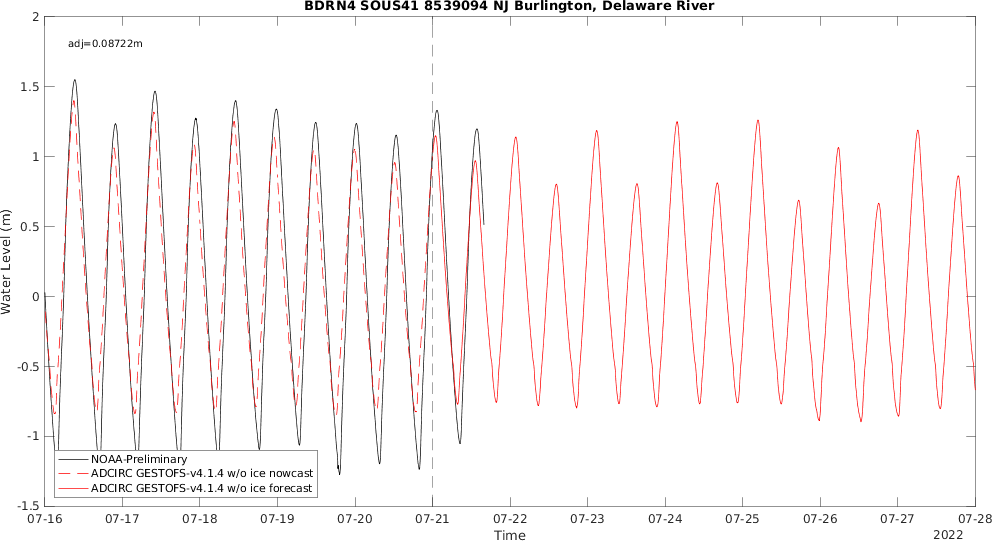 BDRN4 SOUS41 8539094 NJ Burlington, Delaware River
adj=0.08722m
2
1.5
1
0.5
0
-0.5
-1
-1.5
Water Level (m)
NOAA-Preliminary
ADCIRC GESTOFS-v4.1.4 w/o ice nowcast
ADCIRC GESTOFS-v4.1.4 w/o ice forecast
07-16 07-17 07-18 07-19 07-20 07-21 07-22 07-23 07-24 07-25 07-26 07-27 07-28
Time
2022